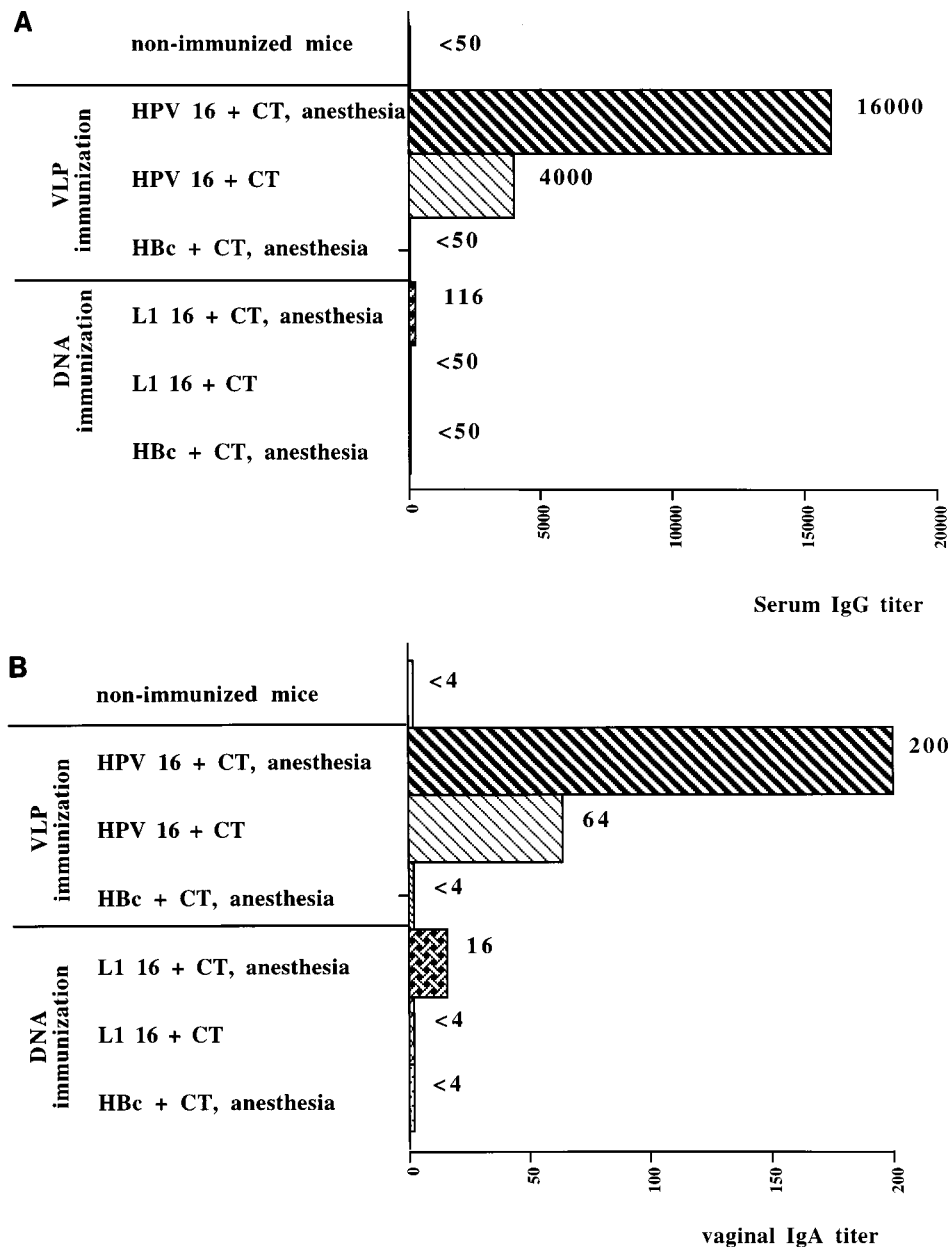 A
non-immunized mice
<50
VLP
immunization
HPV 16 + CT, anesthesia
16000
HPV 16 + CT
4000
HBc + CT, anesthesia
<50
DNA
immunization
L1 16 + CT, anesthesia
116
L1 16 + CT
<50
HBc + CT, anesthesia
<50
0
5000
10000
15000
20000
Serum IgG titer
B
non-immunized mice
<4
VLP
immunization
HPV 16 + CT, anesthesia
200
HPV 16 + CT
64
HBc + CT, anesthesia
<4
DNA
immunization
L1 16 + CT, anesthesia
16
L1 16 + CT
<4
HBc + CT, anesthesia
<4
0
50
100
150
200
vaginal IgA titer